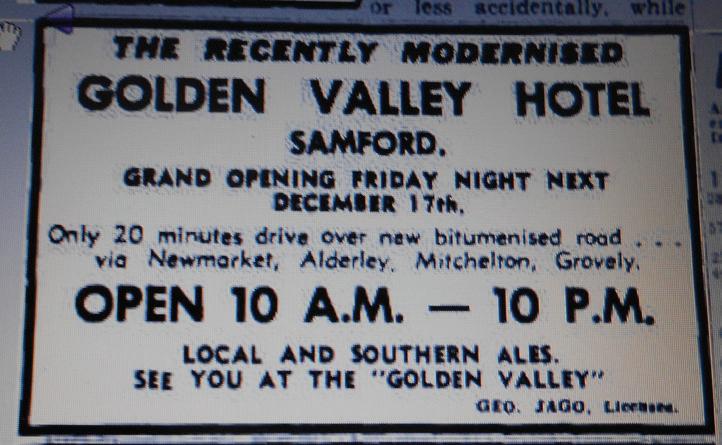 or less accidentally, while
THE RECENTLY MODERNISED
GOLDEN VALLEY HOTEL
SAMFORD.
GRAND OPENING FRIDAY NIGHT NEXT
DECEMBER 17th.
Only 20 minutes drive over new bitumenised road . . .
via Newmarket, Alderley, Mitchelton, Grovely.
OPEN 10 A.M. — 10 P.M.
LOCAL AND SOUTHERN ALES.
SEE YOU AT THE "GOLDEN VALLEY"
GEO. JAGO, Licensee.